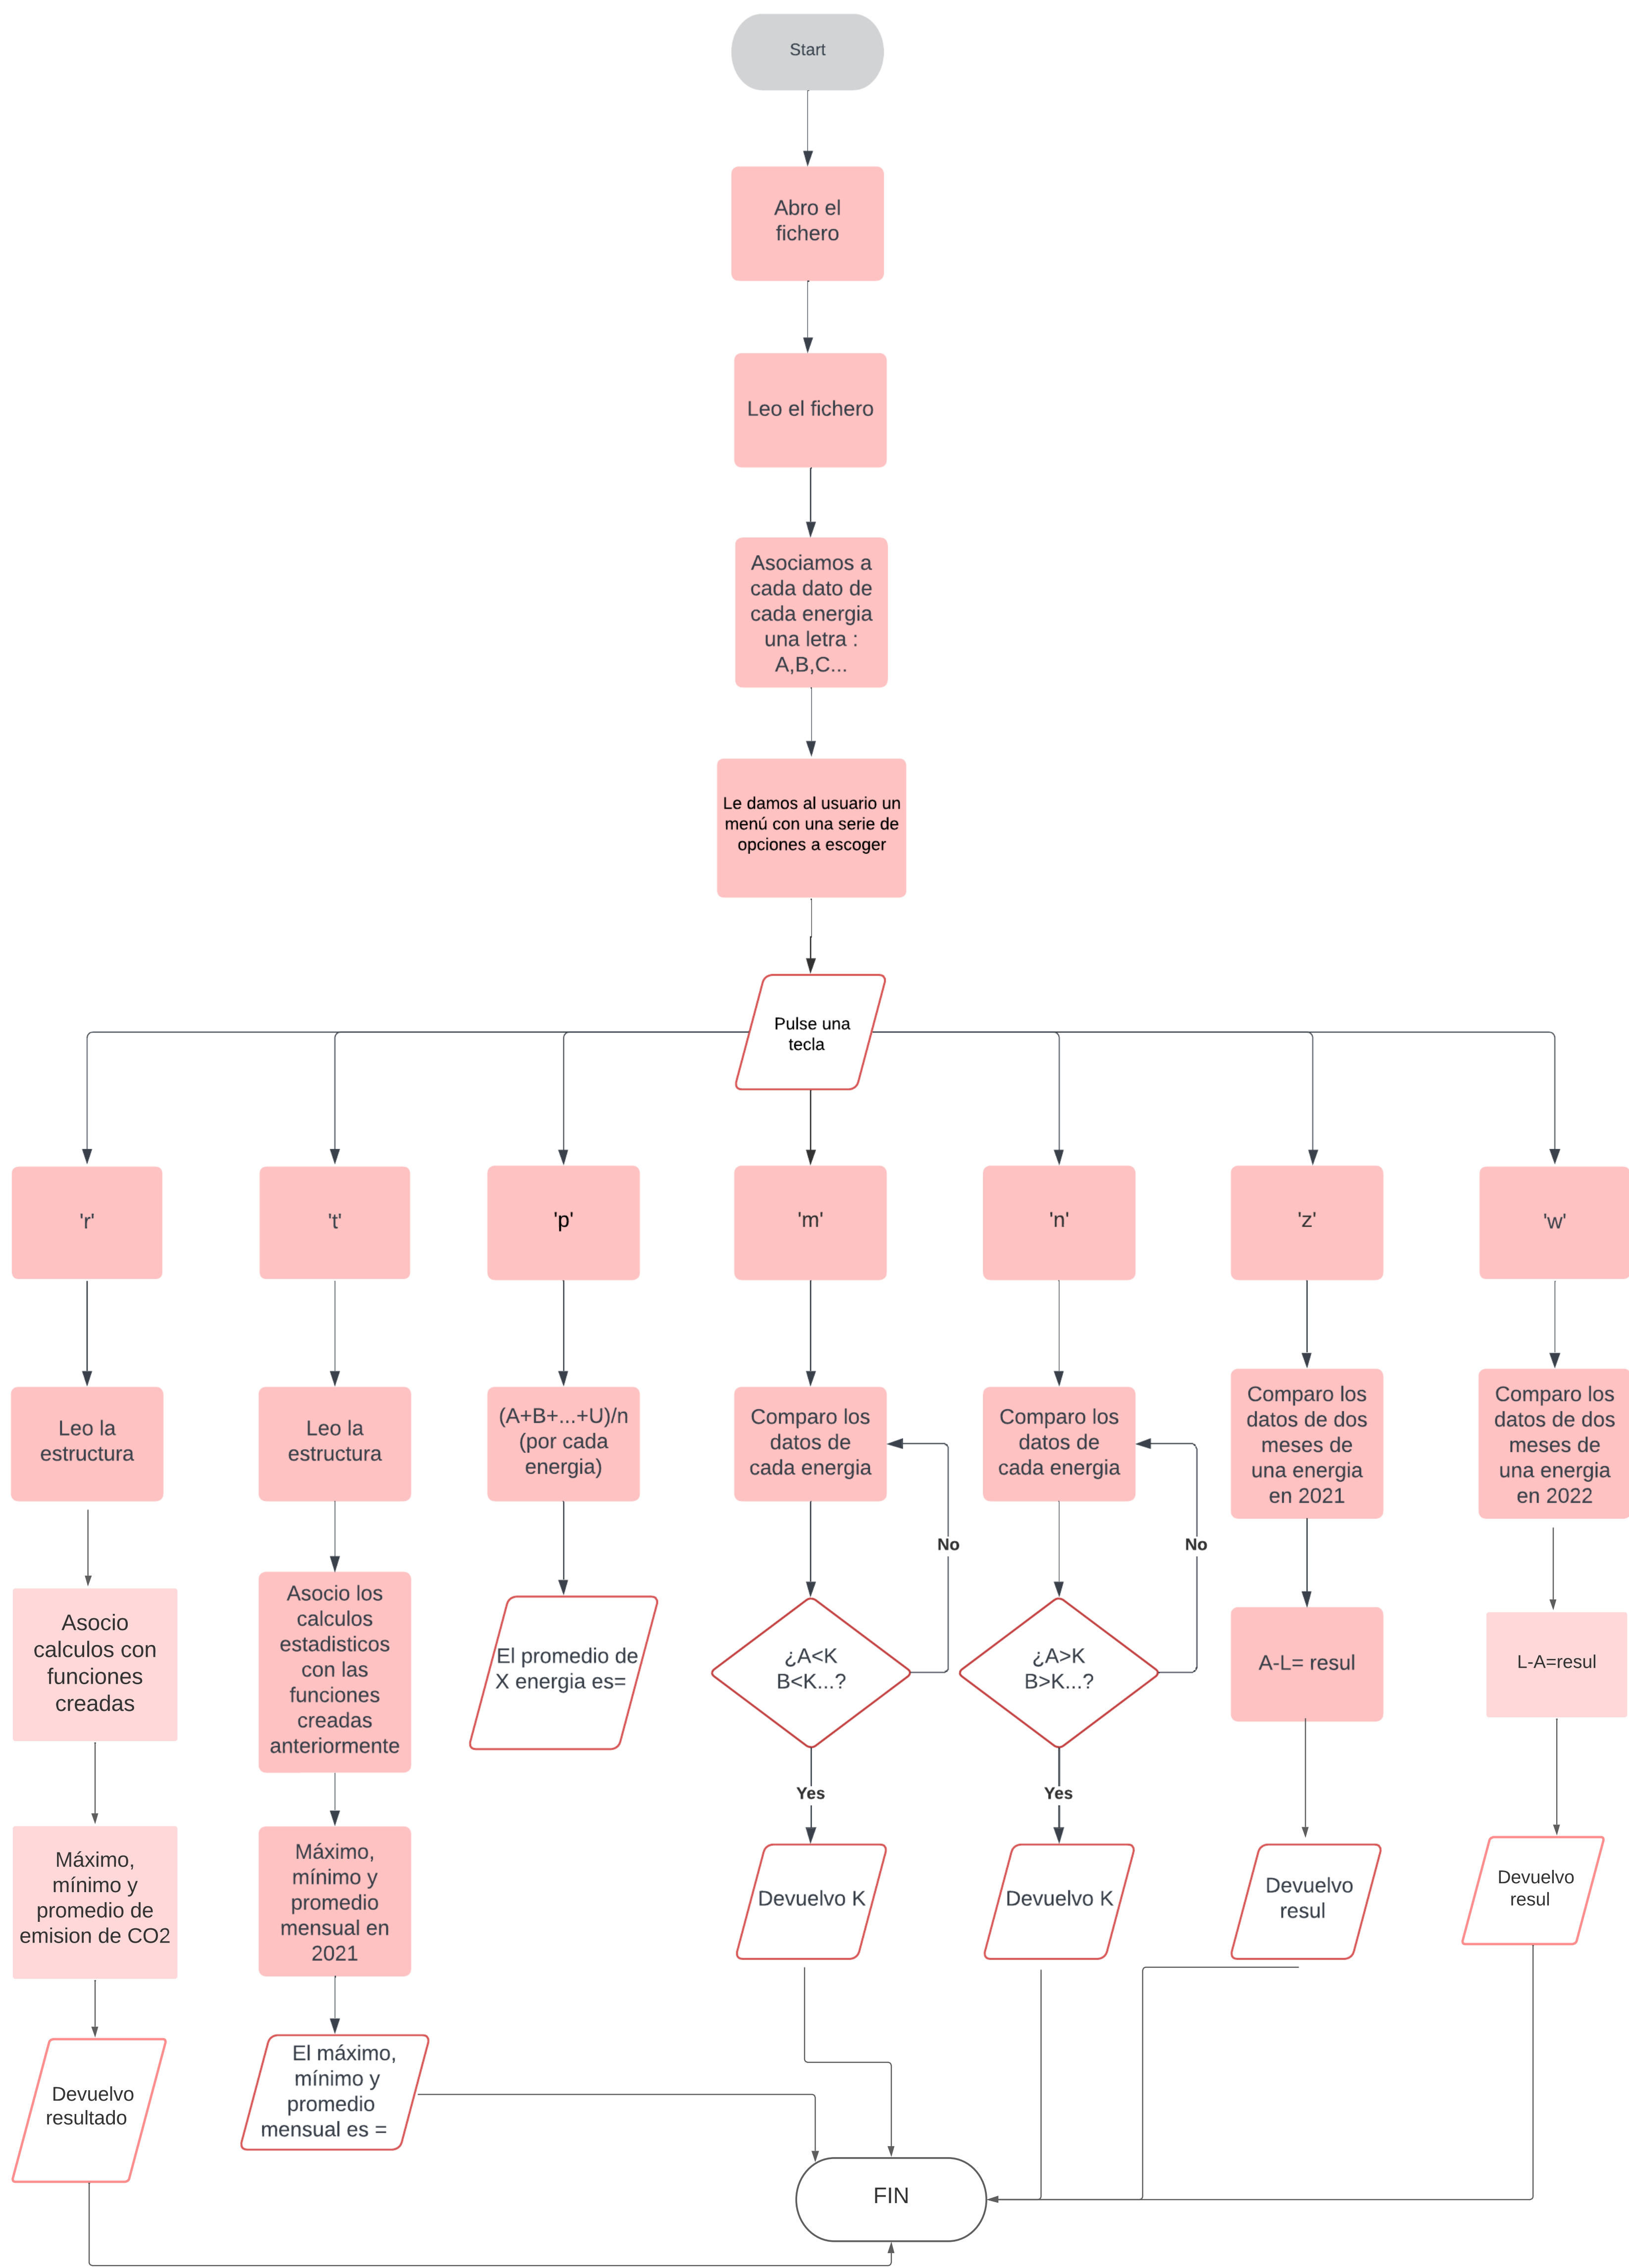 Start
Abro el
fichero
Leo el fichero
Asociamos a
cada dato de
cada energia
una letra :
A,B,C...
Le damos al usuario un
menú con una serie de
opciones a escoger
Pulse una
tecla
'r'
't'
'p'
'm'
'n'
'z'
'w'
Leo la
estructura
Leo la
estructura
(A+B+...+U)/n
(por cada
energia)
Comparo los
datos de
cada energia
Comparo los
datos de
cada energia
Comparo los
datos de dos
meses de
una energia
en 2021
Comparo los
datos de dos
meses de
una energia
en 2022
No
No
Asocio
calculos con
funciones
creadas
Asocio los
calculos
estadisticos
con las
funciones
creadas
anteriormente
El promedio de
X energia es=
¿A<K
B<K...?
¿A>K
B>K...?
A-L= resul
L-A=resul
Yes
Yes
Máximo,
mínimo y
promedio de
emision de CO2
Máximo,
mínimo y
promedio
mensual en
2021
Devuelvo K
Devuelvo K
Devuelvo
resul
Devuelvo
resul
Devuelvo
resultado
El máximo,
mínimo y
promedio
mensual es =
FIN